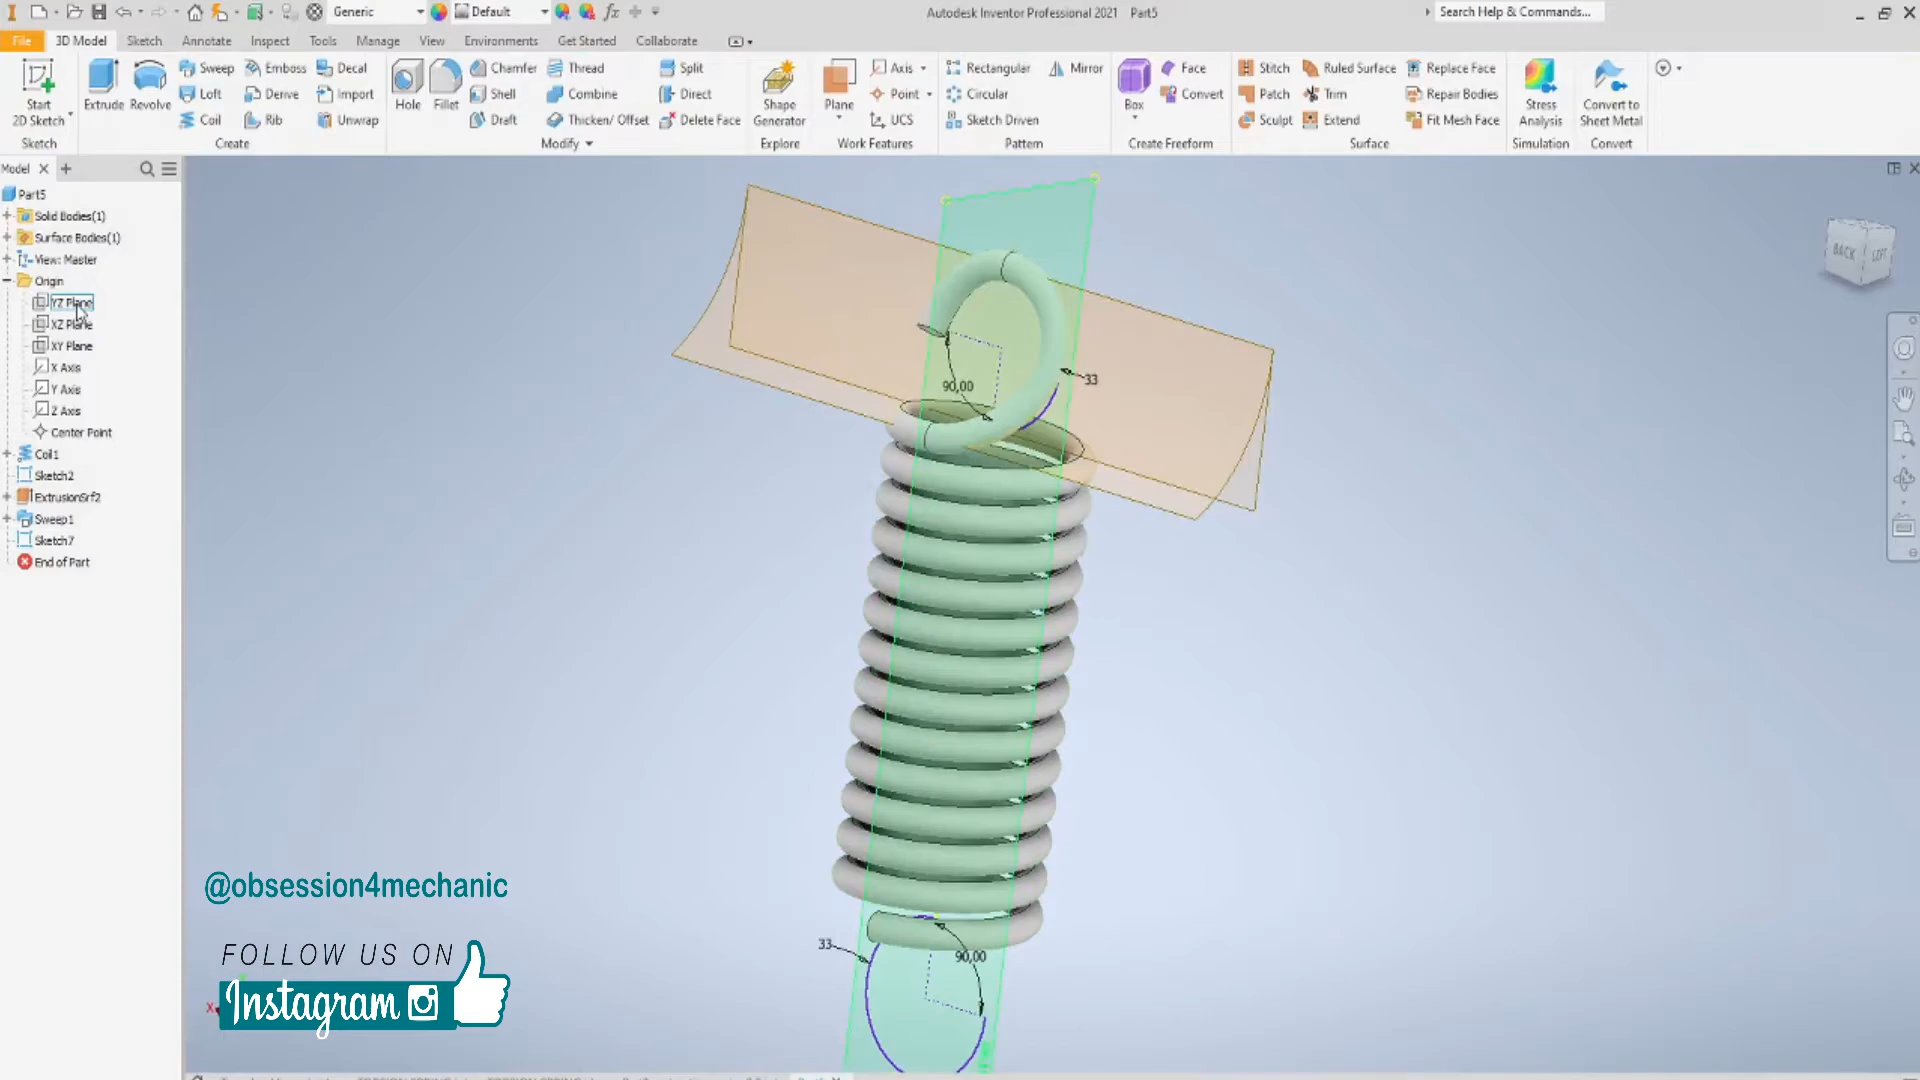 Generic
Default
Autodesk Inventor Professional 2021 Part5
Search Help & Commands...
File
3D Model
Sketch
Annotate
Inspect
Tools
Manage
View
Environments
Get Started
Collaborate
Start
2D Sketch
Extrude
Revolve
Sweep
Emboss
Decal
Loft
Derive
Import
Coil
Rib
Unwrap
Hole
Fillet
Chamfer
Thread
Split
Shell
Combine
Direct
Draft
Thicken/ Offset
Delete Face
Shape
Generator
Plane
Axis
Point
UCS
Rectangular
Mirror
Circular
Sketch Driven
Box
Face
Convert
Stitch
Ruled Surface
Replace Face
Patch
Trim
Repair Bodies
Sculpt
Extend
Fit Mesh Face
Stress
Analysis
Convert to
Sheet Metal
Sketch
Create
Modify
Explore
Work Features
Pattern
Create Freeform
Surface
Simulation
Convert
Model
Part5
Solid Bodies(1)
Surface Bodies(1)
View: Master
Origin
YZ Plane
XZ Plane
XY Plane
X Axis
Y Axis
Z Axis
Center Point
Coil1
Sketch2
ExtrusionSrf2
Sweep1
Sketch7
End of Part
BACK
LEFT
90,00
33
33
90,00
@obsession4mechanic
FOLLOW US ON
Instagram
X